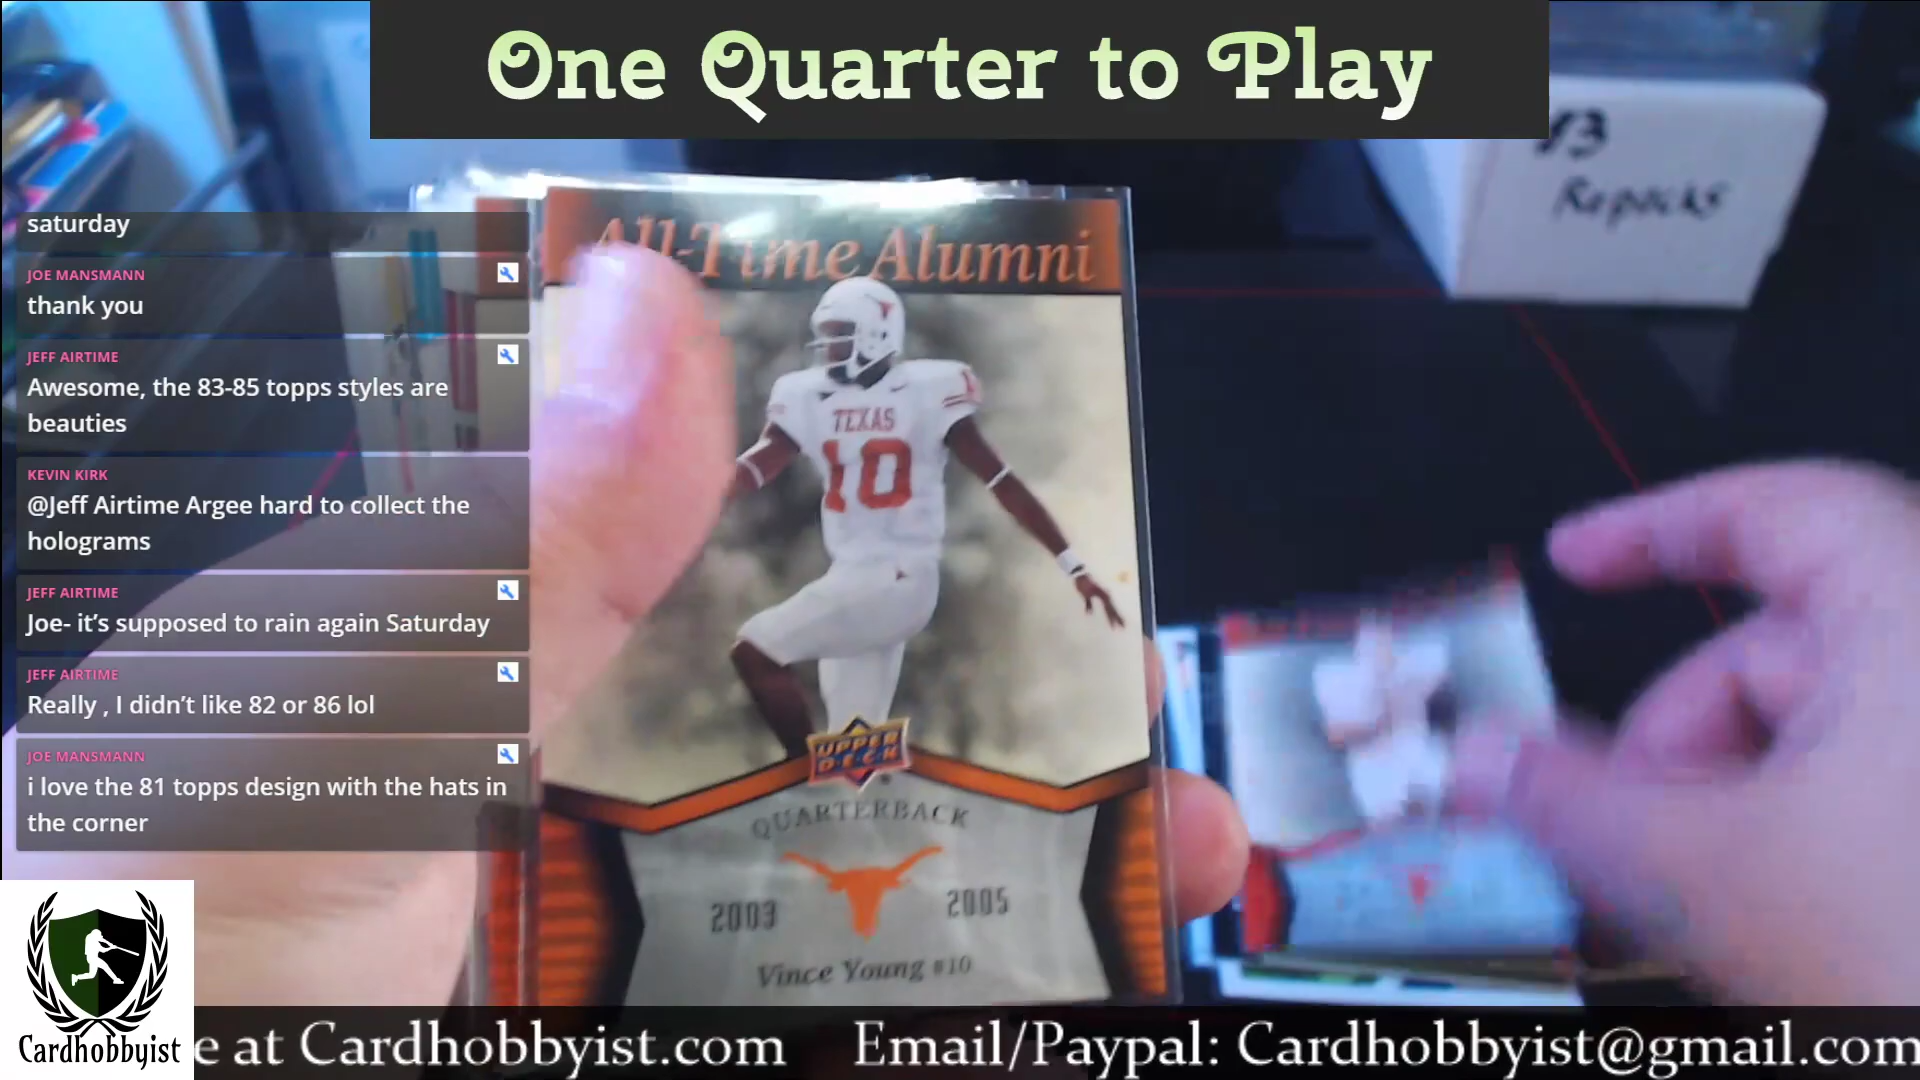 One Quarter to Play
$3
Repacks
saturday
JOE MANSMANN
thank you
JEFF AIRTIME
Awesome, the 83-85 topps styles are
beauties
KEVIN KIRK
@Jeff Airtime Argee hard to collect the
holograms
JEFF AIRTIME
Joe- it's supposed to rain again Saturday
JEFF AIRTIME
Really , I didn't like 82 or 86 lol
JOE MANSMANN
i love the 81 topps design with the hats in
the corner
All-Time Alumni
TEXAS
10
UPPER
D·E·C·K
QUARTERBACK
2003
2005
Vince Young #10
Cardhobbyist
e at Cardhobbyist.com Email/Paypal: Cardhobbyist@gmail.com